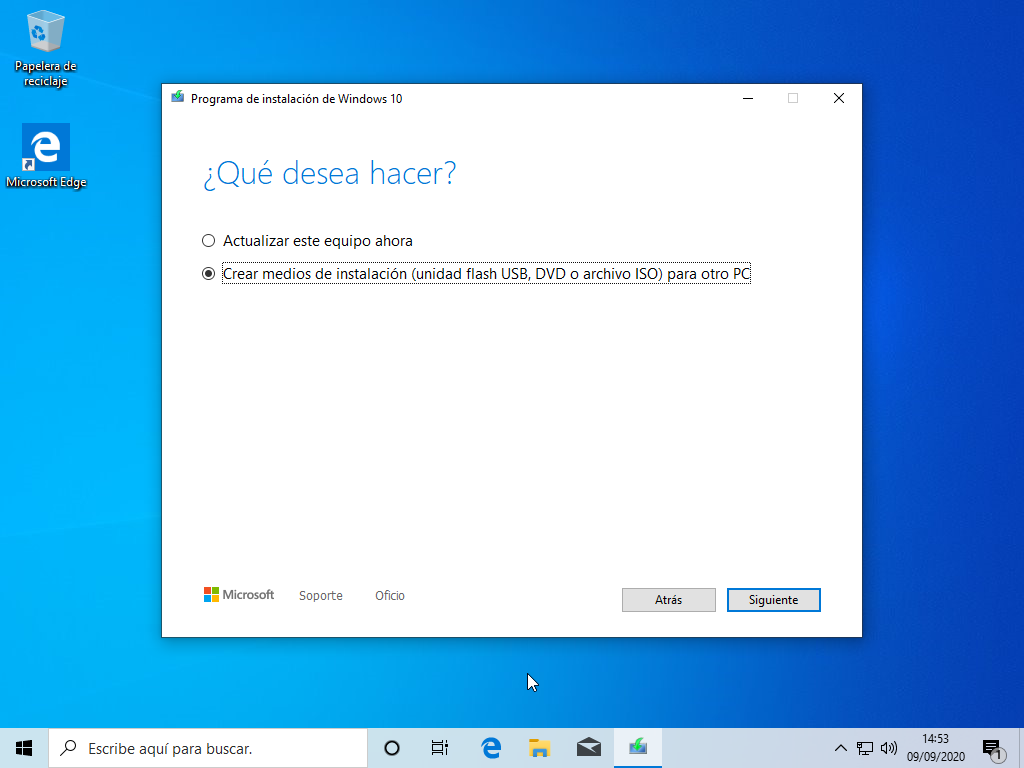 Papelera de
reciclaje
Microsoft Edge
Programa de instalación de Windows 10
¿Qué desea hacer?
Actualizar este equipo ahora
Crear medios de instalación (unidad flash USB, DVD o archivo ISO) para otro PC
Microsoft
Soporte
Oficio
Atrás
Siguiente
Escribe aquí para buscar.
14:53
09/09/2020
1